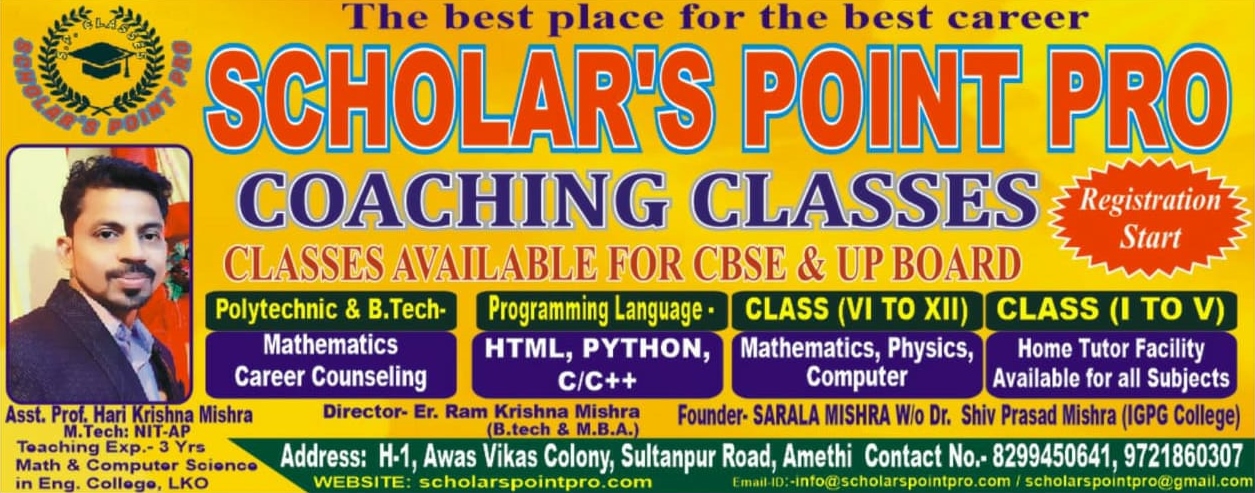 The best place for the best career
S.P. CLASSES
SCHOLAR'S POINT PRO
SCHOLAR'S POINT PRO
COACHING CLASSES
Registration
Start
CLASSES AVAILABLE FOR CBSE & UP BOARD
Polytechnic & B.Tech-
Mathematics
Career Counseling
Programming Language -
HTML, PYTHON,
C/C++
CLASS (VI TO XII)
Mathematics, Physics,
Computer
CLASS (I TO V)
Home Tutor Facility
Available for all Subjects
Asst. Prof. Hari Krishna Mishra
M.Tech: NIT-AP
Teaching Exp.- 3 Yrs
Math & Computer Science
in Eng. College, LKO
Director- Er. Ram Krishna Mishra
(B.tech & M.B.A.)
Founder- SARALA MISHRA W/o Dr. Shiv Prasad Mishra (IGPG College)
Address: H-1, Awas Vikas Colony, Sultanpur Road, Amethi Contact No.- 8299450641, 9721860307
WEBSITE: scholarspointpro.com Email-ID:-info@scholarspointpro.com / scholarspointpro@gmail.com